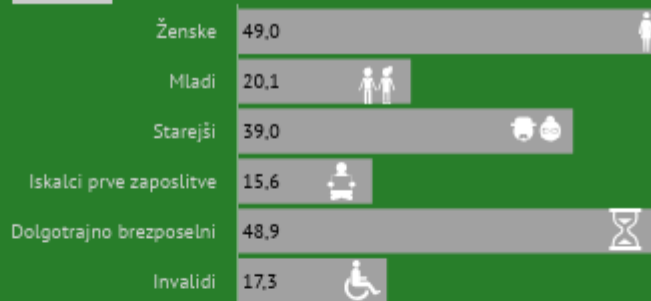 Ženske 49,0
Mladi 20,1
Starejši 39,0
Iskalci prve zaposlitve 15,6
Dolgotrajno brezposelni 48,9
Invalidi 17,3